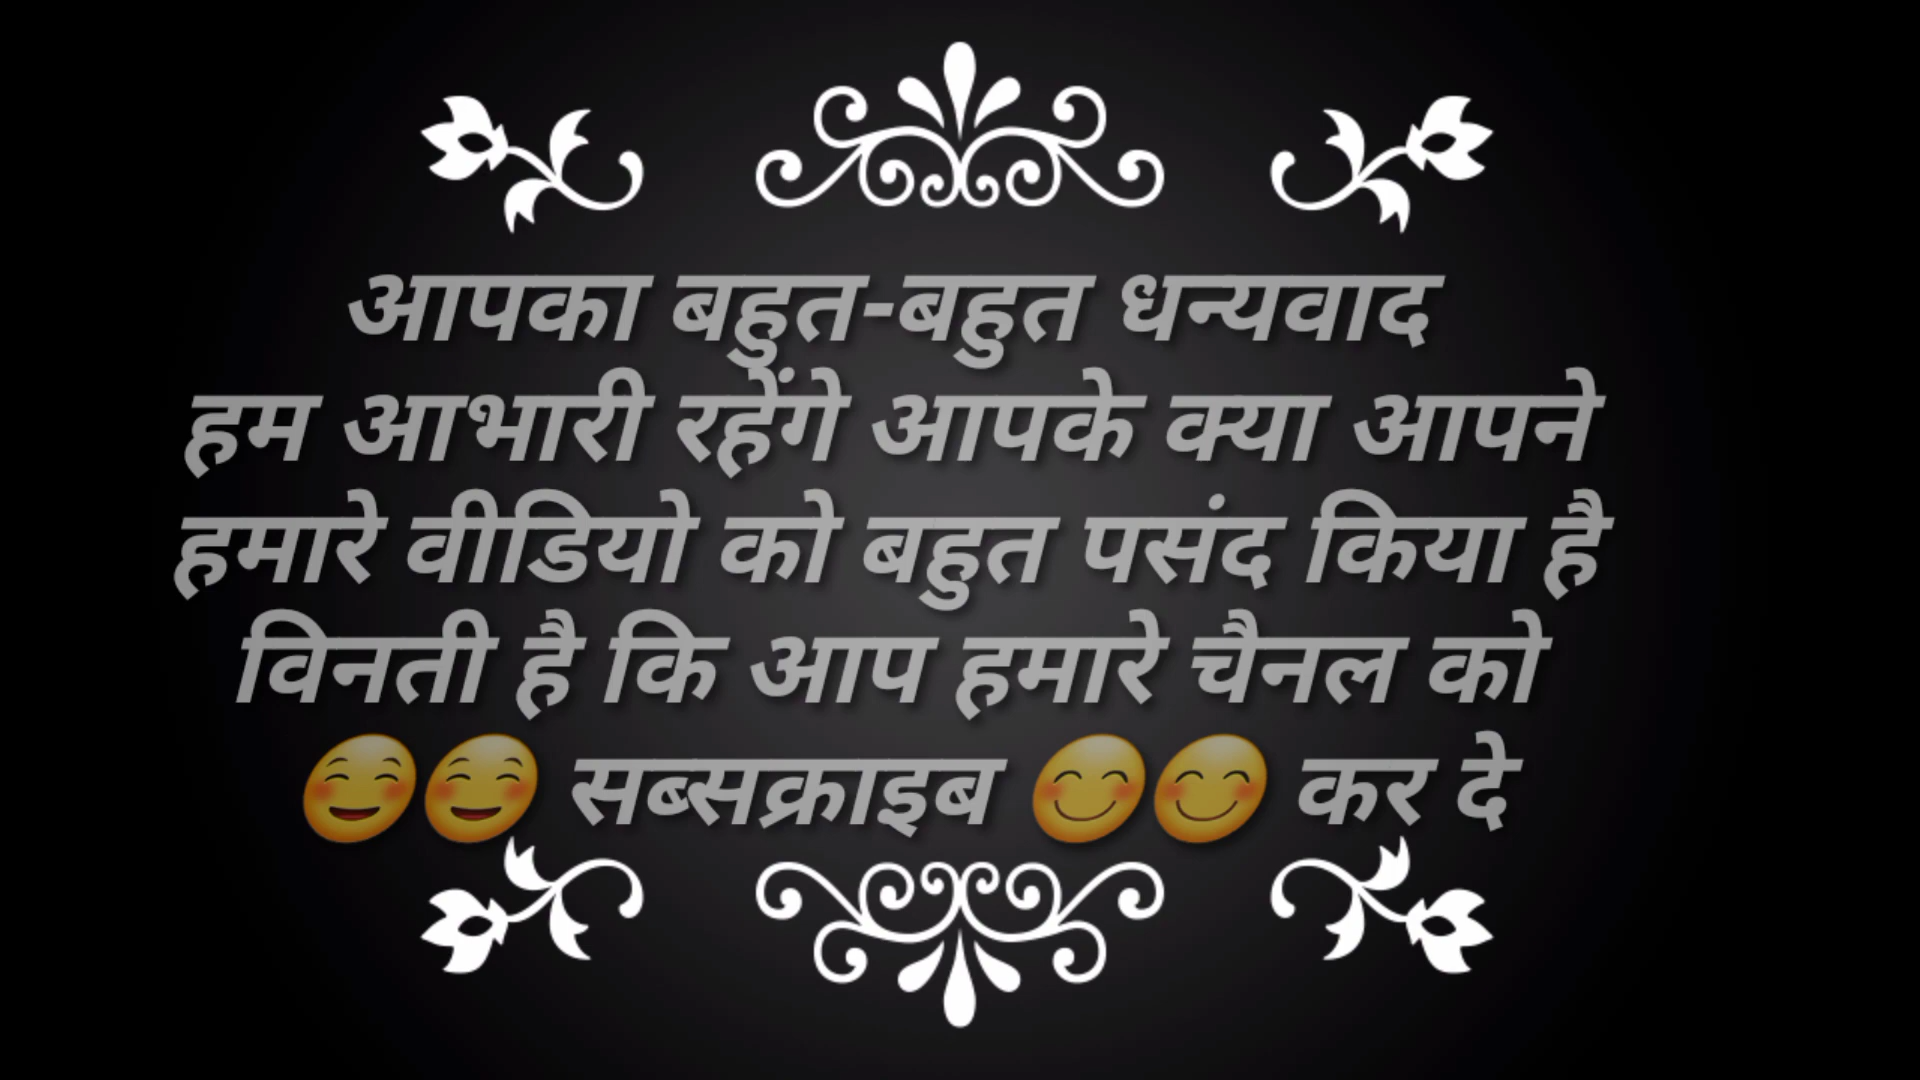 आपका बहुत-बहुत धन्यवाद
हम आभारी रहेंगे आपके क्या आपने
हमारे वीडियो को बहुत पसंद किया है
विनती है कि आप हमारे चैनल को
😊😊 सब्सक्राइब 😊😊 कर दे